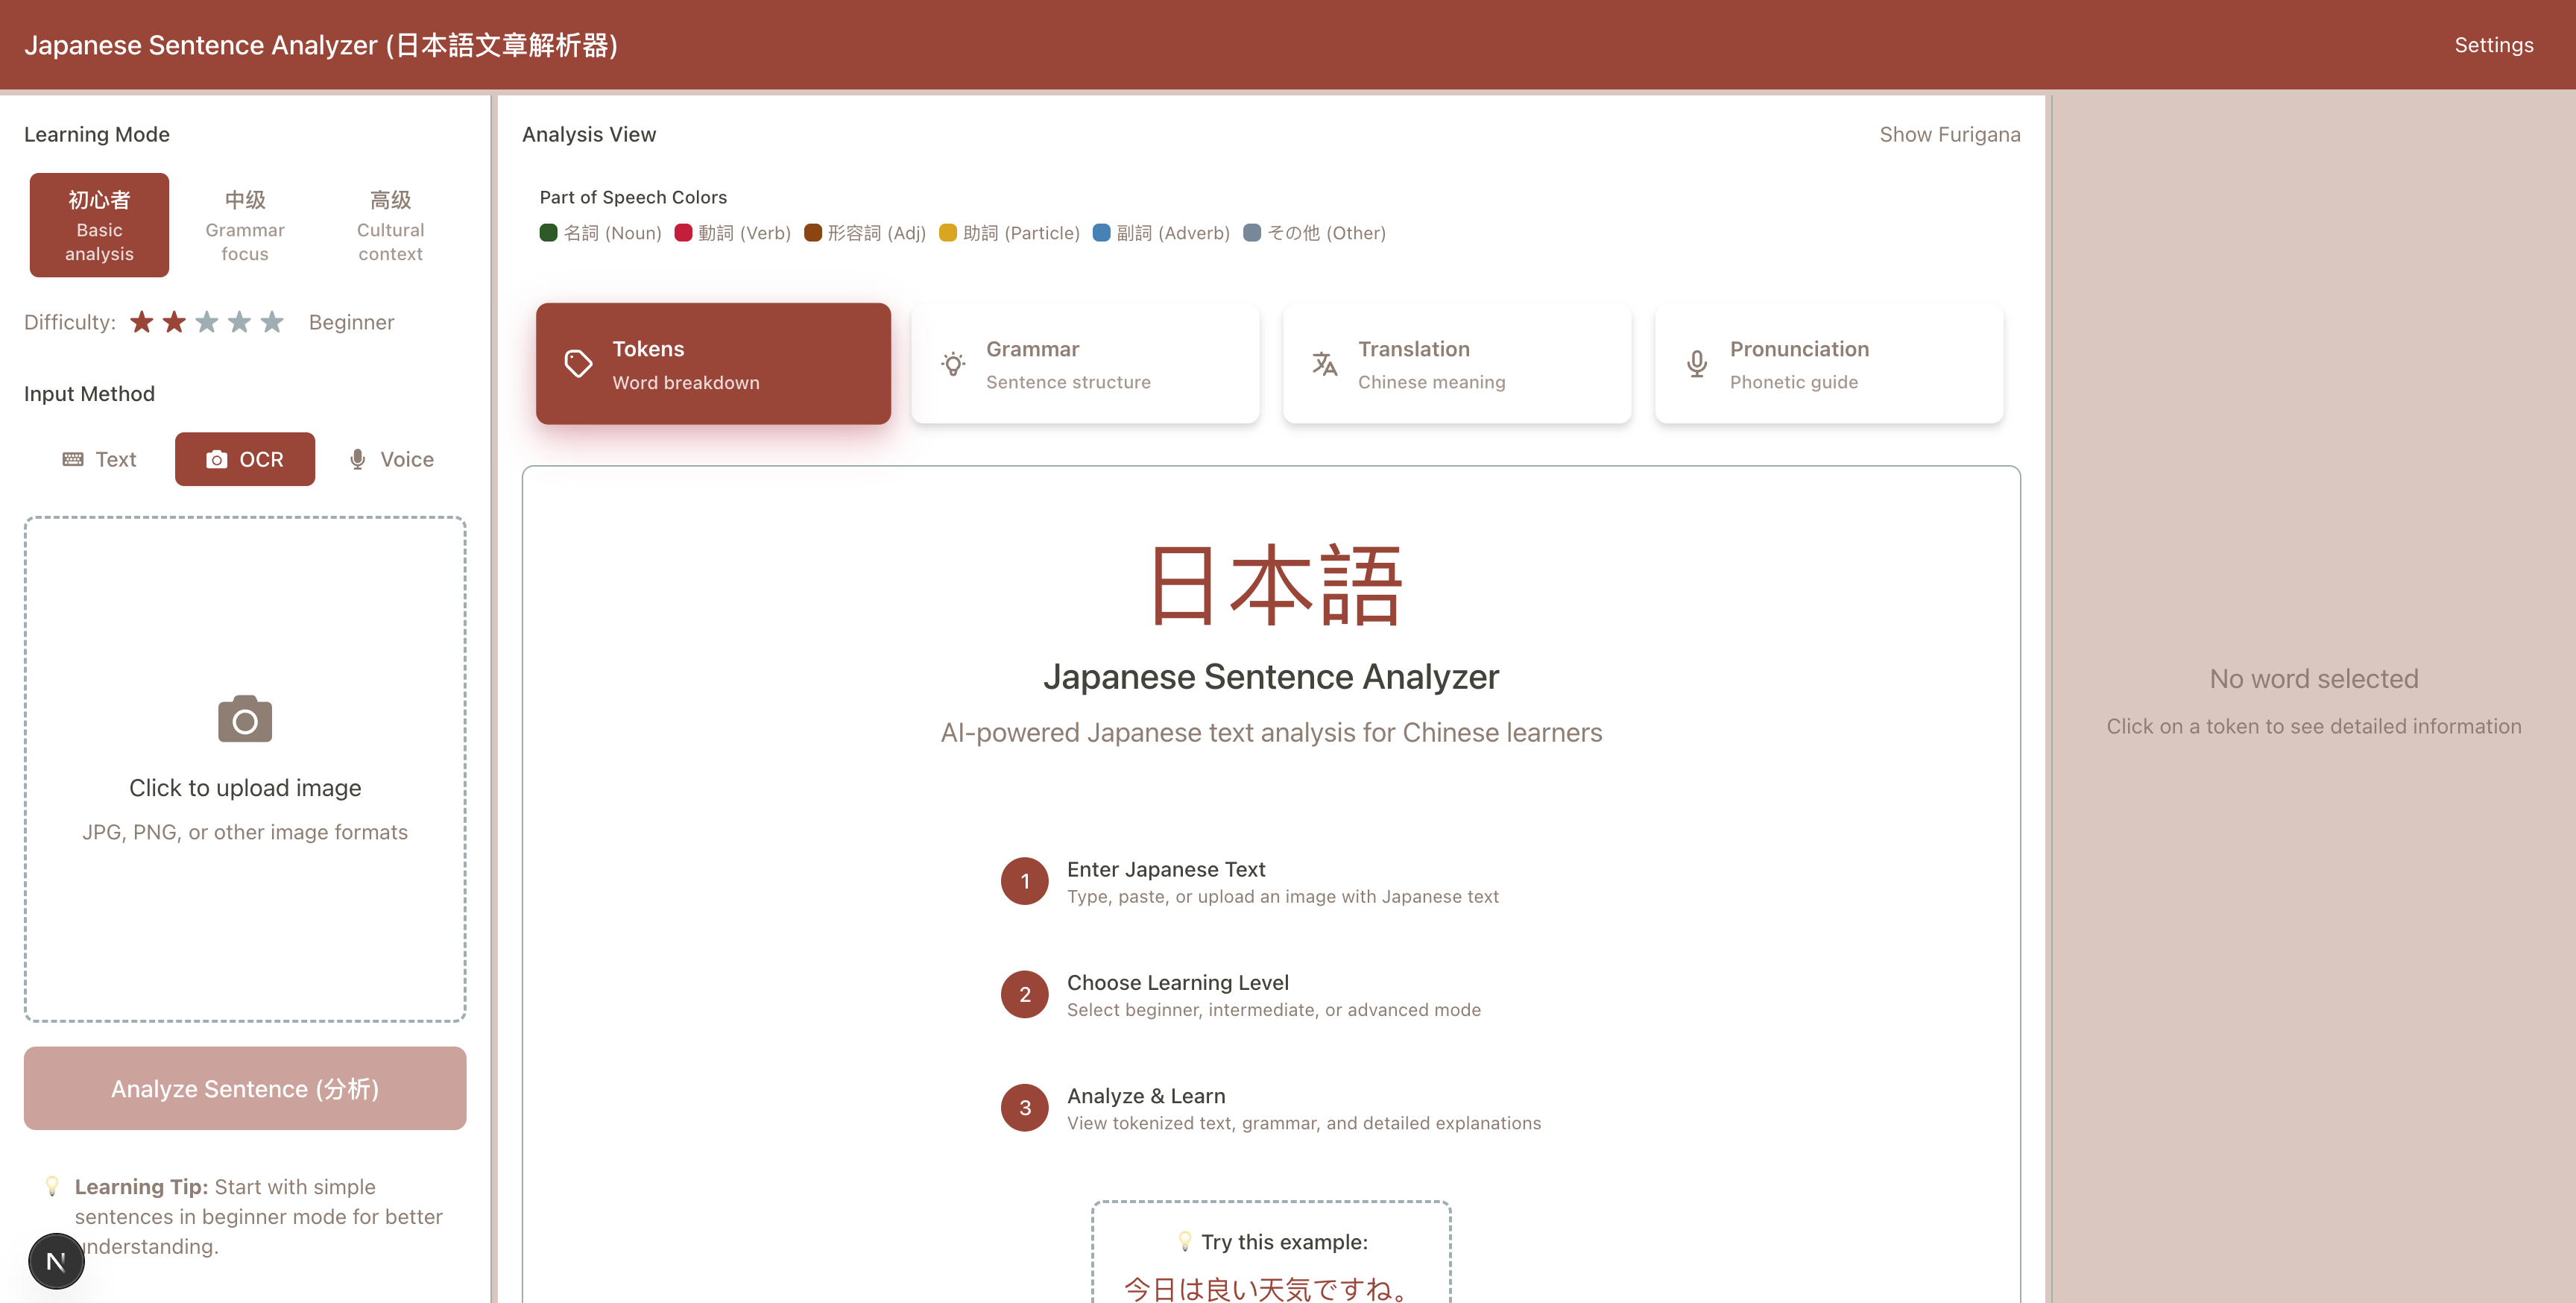 Japanese Sentence Analyzer (日本語文章解析器)
Settings
Learning Mode
初心者
Basic
analysis
中级
Grammar
focus
高级
Cultural
context
Difficulty:
Beginner
Input Method
Text
OCR
Voice
Click to upload image
JPG, PNG, or other image formats
Analyze Sentence (分析)
Learning Tip: Start with simple
sentences in beginner mode for better
understanding.
N
Analysis View
Show Furigana
Part of Speech Colors
名詞 (Noun)
動詞 (Verb)
形容詞 (Adj)
助詞 (Particle)
副詞 (Adverb)
その他 (Other)
Tokens
Word breakdown
Grammar
Sentence structure
Translation
Chinese meaning
Pronunciation
Phonetic guide
日本語
Japanese Sentence Analyzer
AI-powered Japanese text analysis for Chinese learners
1
Enter Japanese Text
Type, paste, or upload an image with Japanese text
2
Choose Learning Level
Select beginner, intermediate, or advanced mode
3
Analyze & Learn
View tokenized text, grammar, and detailed explanations
Try this example:
今日は良い天気ですね。
No word selected
Click on a token to see detailed information